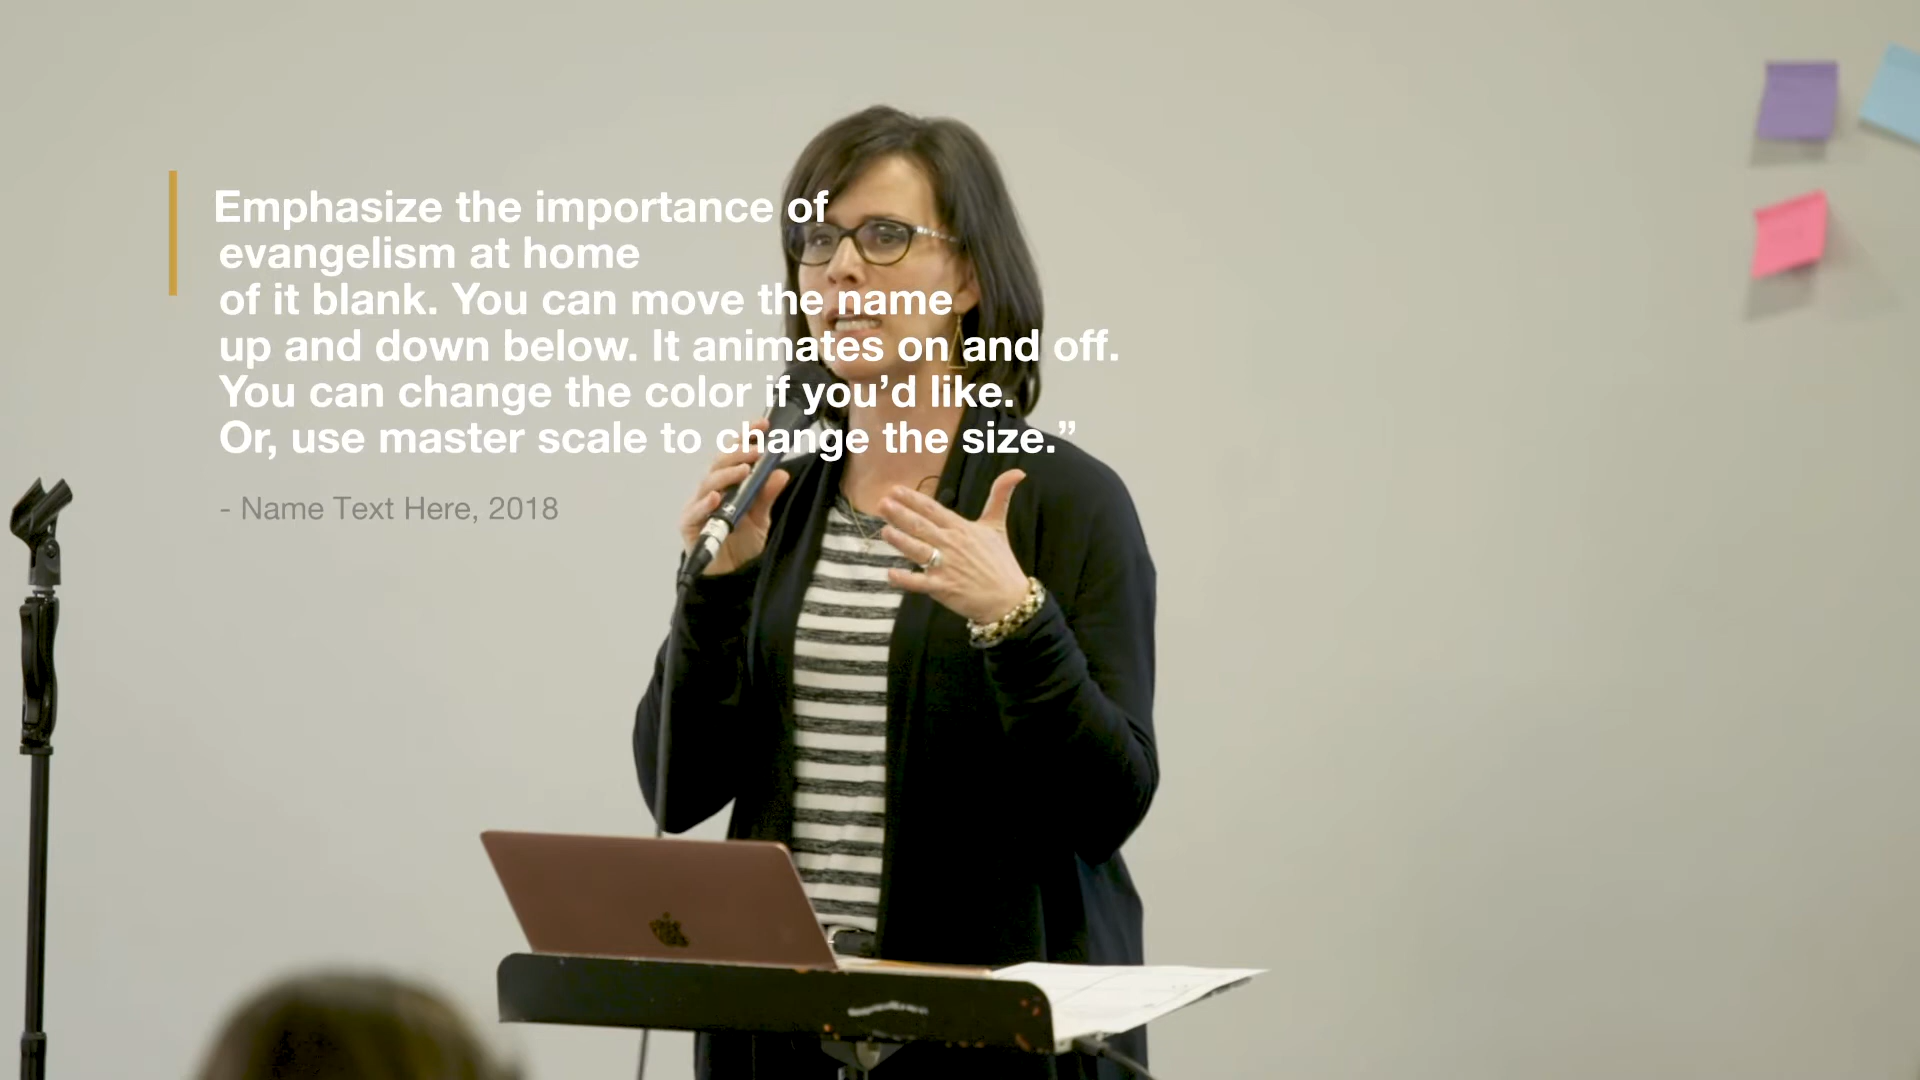 Emphasize the importance of
evangelism at home
of it blank. You can move the name
up and down below. It animates on and off.
You can change the color if you’d like.
Or, use master scale to change the size.”
- Name Text Here, 2018